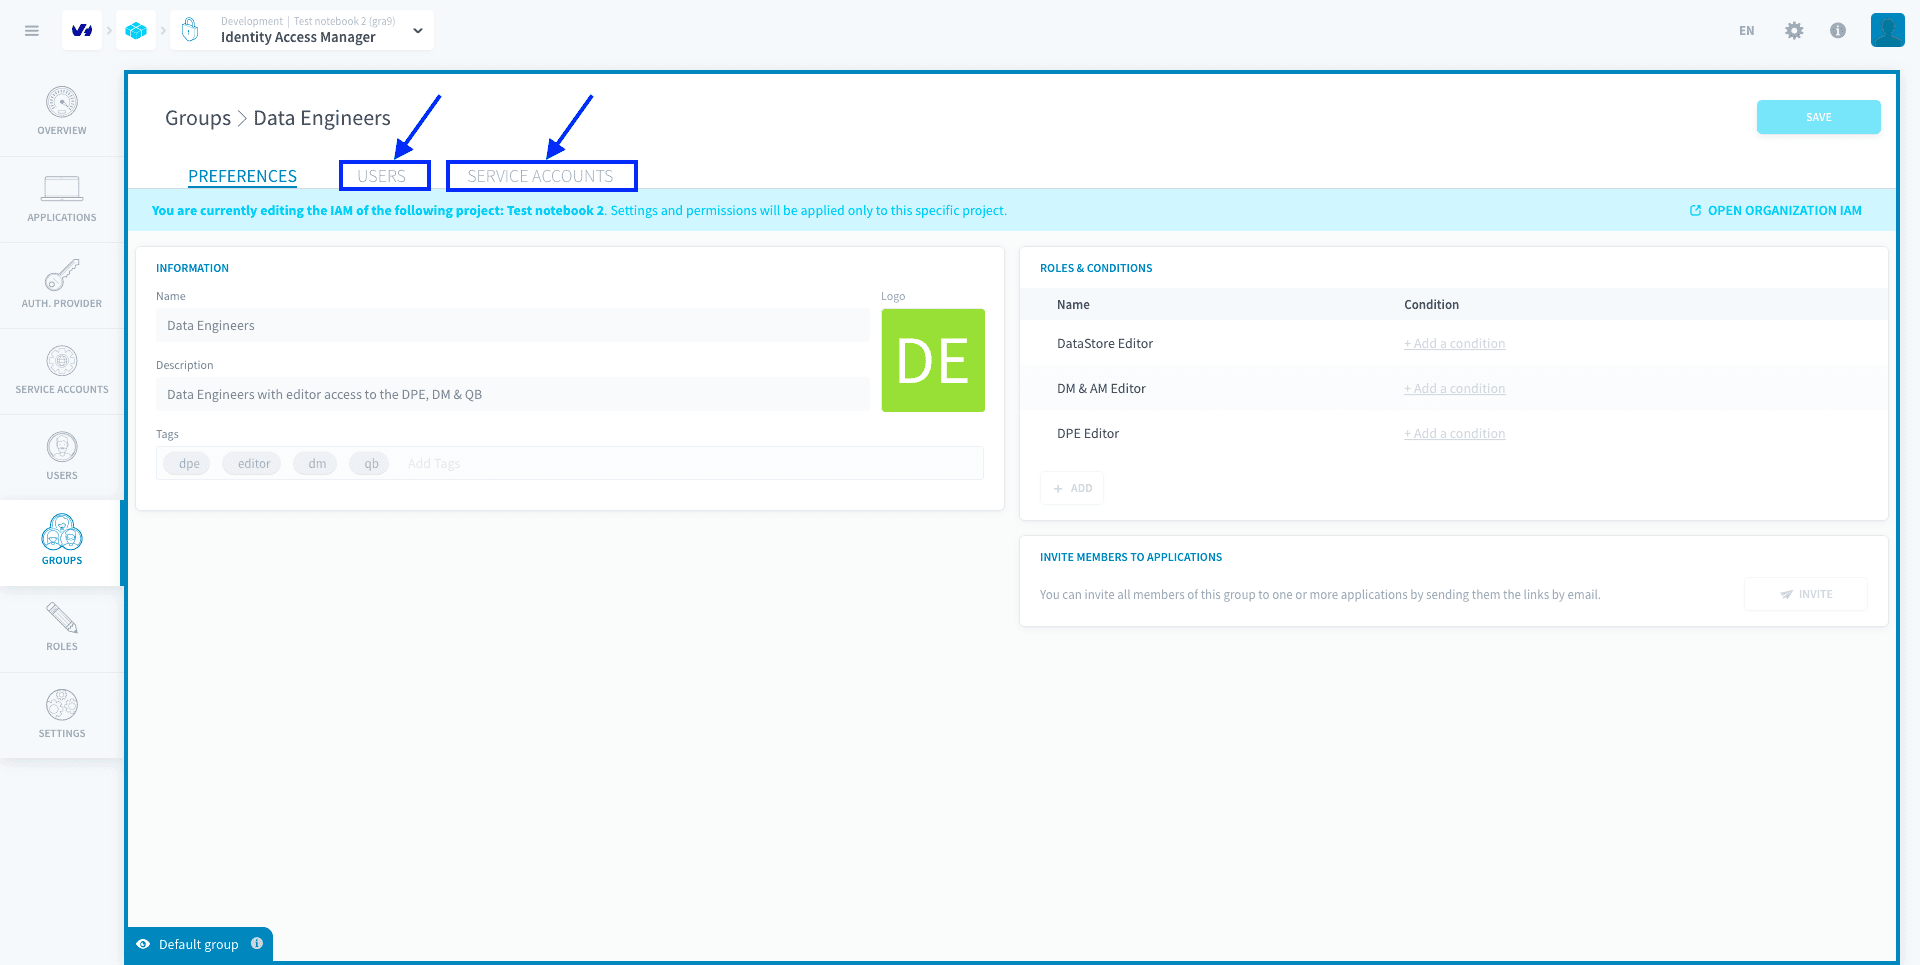 Development | Test notebook 2 (gra9)
Identity Access Manager
EN
OVERVIEW
APPLICATIONS
AUTH. PROVIDER
SERVICE ACCOUNTS
USERS
GROUPS
ROLES
SETTINGS
Groups > Data Engineers
SAVE
PREFERENCES USERS SERVICE ACCOUNTS
You are currently editing the IAM of the following project: Test notebook 2. Settings and permissions will be applied only to this specific project.
OPEN ORGANIZATION IAM
INFORMATION
Name
Data Engineers
Logo
DE
Description
Data Engineers with editor access to the DPE, DM & QB
Tags
dpe editor dm qb Add Tags
ROLES & CONDITIONS
Name Condition
DataStore Editor + Add a condition
DM & AM Editor + Add a condition
DPE Editor + Add a condition
+ ADD
INVITE MEMBERS TO APPLICATIONS
You can invite all members of this group to one or more applications by sending them the links by email.
INVITE
Default group